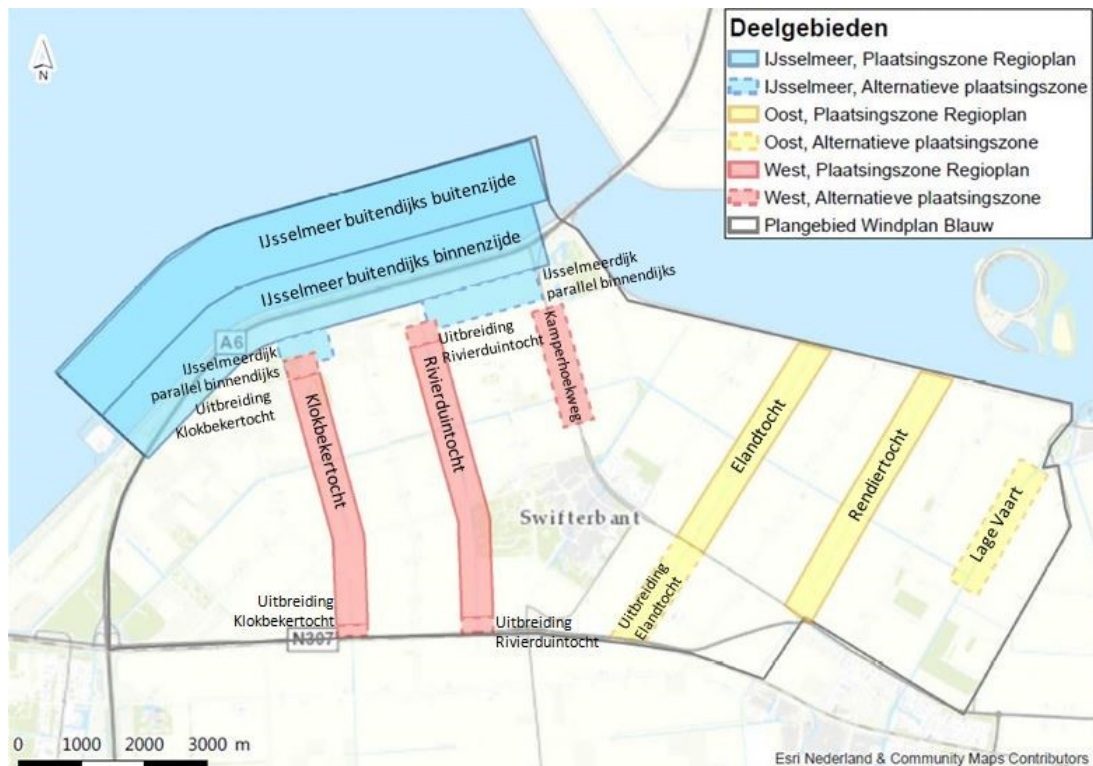 N
Deelgebieden
IJsselmeer, Plaatsingszone Regioplan
IJsselmeer, Alternatieve plaatsingszone
Oost, Plaatsingszone Regioplan
Oost, Alternatieve plaatsingszone
West, Plaatsingszone Regioplan
West, Alternatieve plaatsingszone
Plangebied Windplan Blauw
IJsselmeer buitendijks buitenzijde
IJsselmeer buitendijks binnenzijde
IJsselmeerdijk
parallel binnendijks
A6
IJsselmeerdijk
parallel binnendijks
Uitbreiding
Klokbekertocht
Uitbreiding
Rivierduintocht
Kamperhoekweg
Klokbekertocht
Rivierduintocht
Elandtocht
Rendiertocht
Lage Vaart
Swifterbant
Uitbreiding
Elandtocht
Uitbreiding
Klokbekertocht
Uitbreiding
Rivierduintocht
N307
0 1000 2000 3000 m
Esri Nederland & Community Maps Contributors